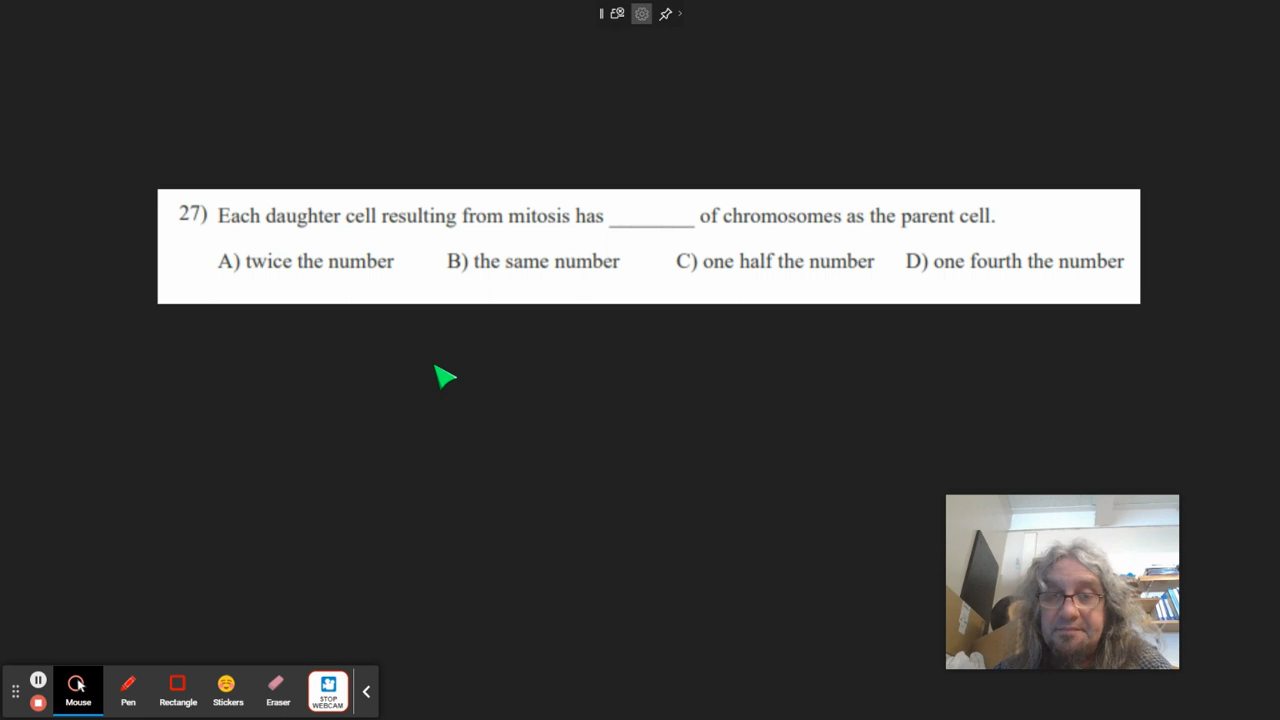 27) Each daughter cell resulting from mitosis has ________ of chromosomes as the parent cell.
A) twice the number B) the same number C) one half the number D) one fourth the number
Mouse Pen Rectangle Stickers Eraser STOP
WEBCAM